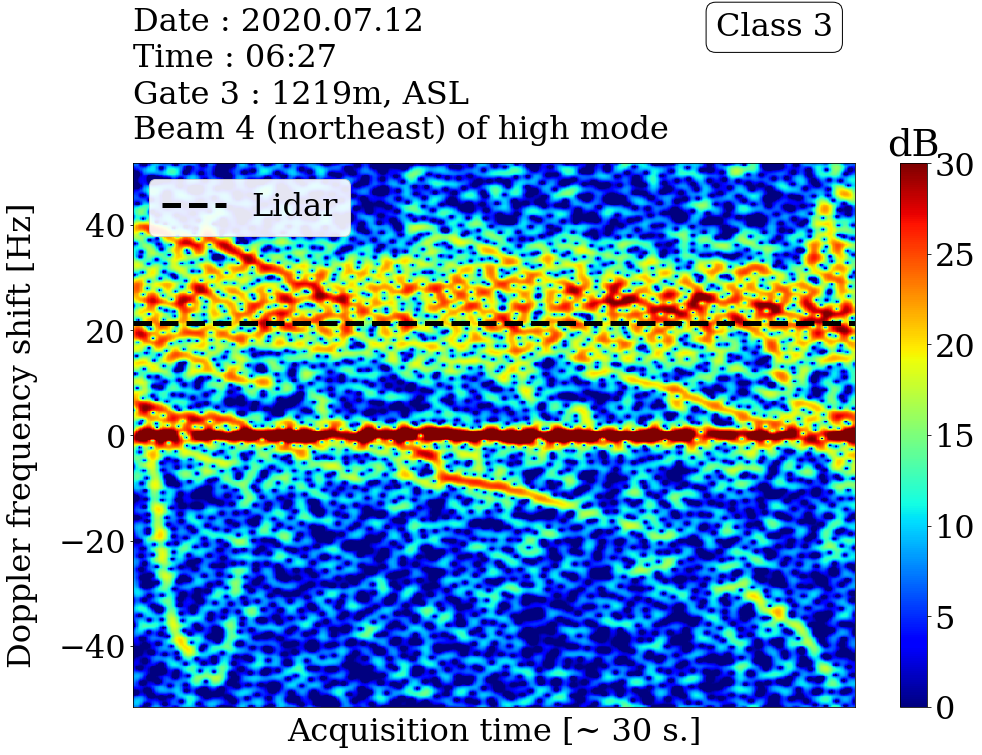 Date : 2020.07.12
Time : 06:27
Gate 3 : 1219m, ASL
Beam 4 (northeast) of high mode
Class 3
dB
Lidar
Doppler frequency shift [Hz]
40
20
0
−20
−40
Acquisition time [~ 30 s.]
30
25
20
15
10
5
0